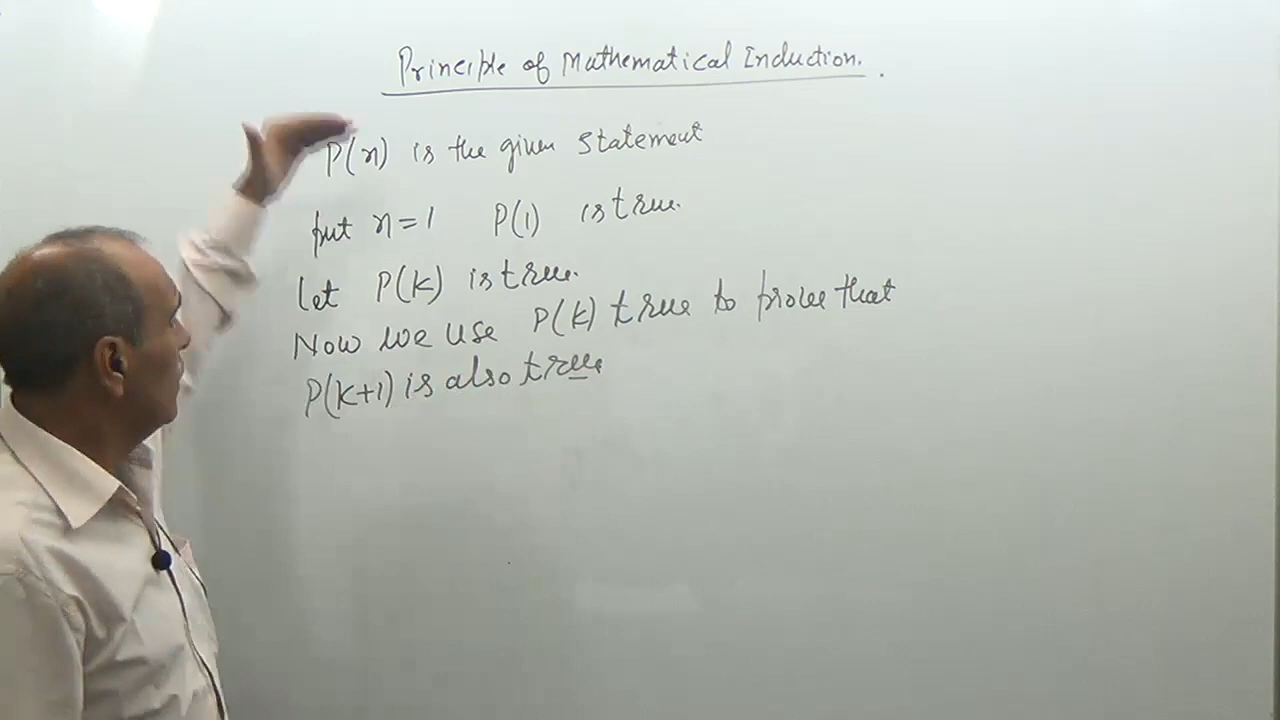 Principle of Mathematical Induction.
P(n) is the given statement
put n=1 P(1) is true.
Let P(k) is true.
Now we use P(k) true to prove that
P(k+1) is also true.